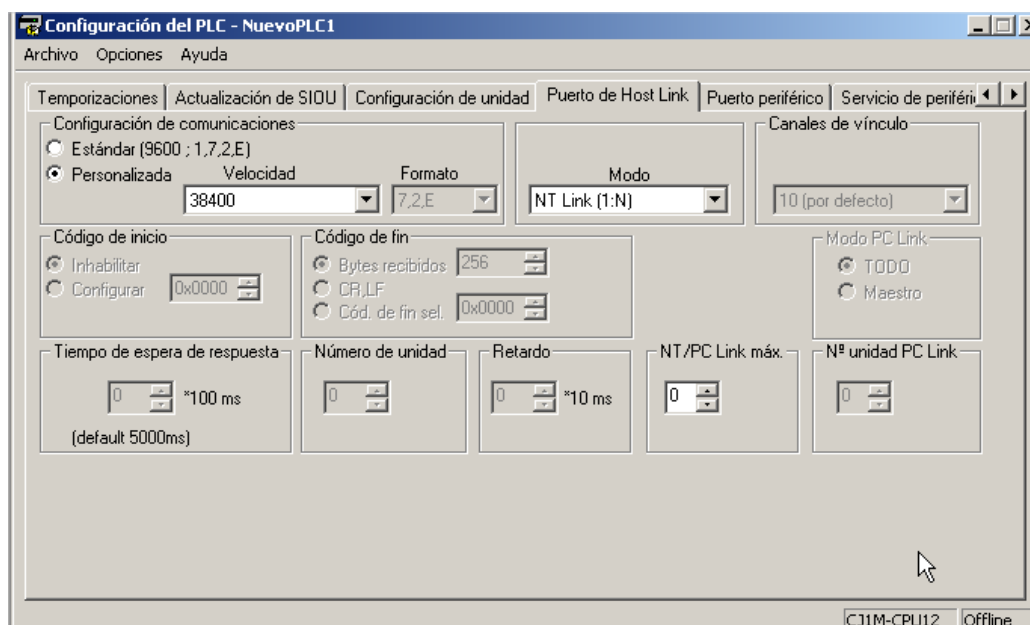 Configuración del PLC - NuevoPLC1
Archivo Opciones Ayuda
Temporizaciones Actualización de SIOU Configuración de unidad Puerto de Host Link Puerto periférico Servicio de periféri
Configuración de comunicaciones
Estándar (9600 ; 1,7,2,E)
Personalizada
Velocidad
38400
Formato
7,2,E
Modo
NT Link (1:N)
Canales de vínculo
10 (por defecto)
Código de inicio
Inhabilitar
Configurar 0x0000
Código de fin
Bytes recibidos 256
CR,LF
Cód. de fin sel. 0x0000
Modo PC Link
TODO
Maestro
Tiempo de espera de respuesta
0 *100 ms
(default 5000ms)
Número de unidad
0
Retardo
0 *10 ms
NT/PC Link máx.
0
Nº unidad PC Link
0
CJ1M-CPU12 Offline